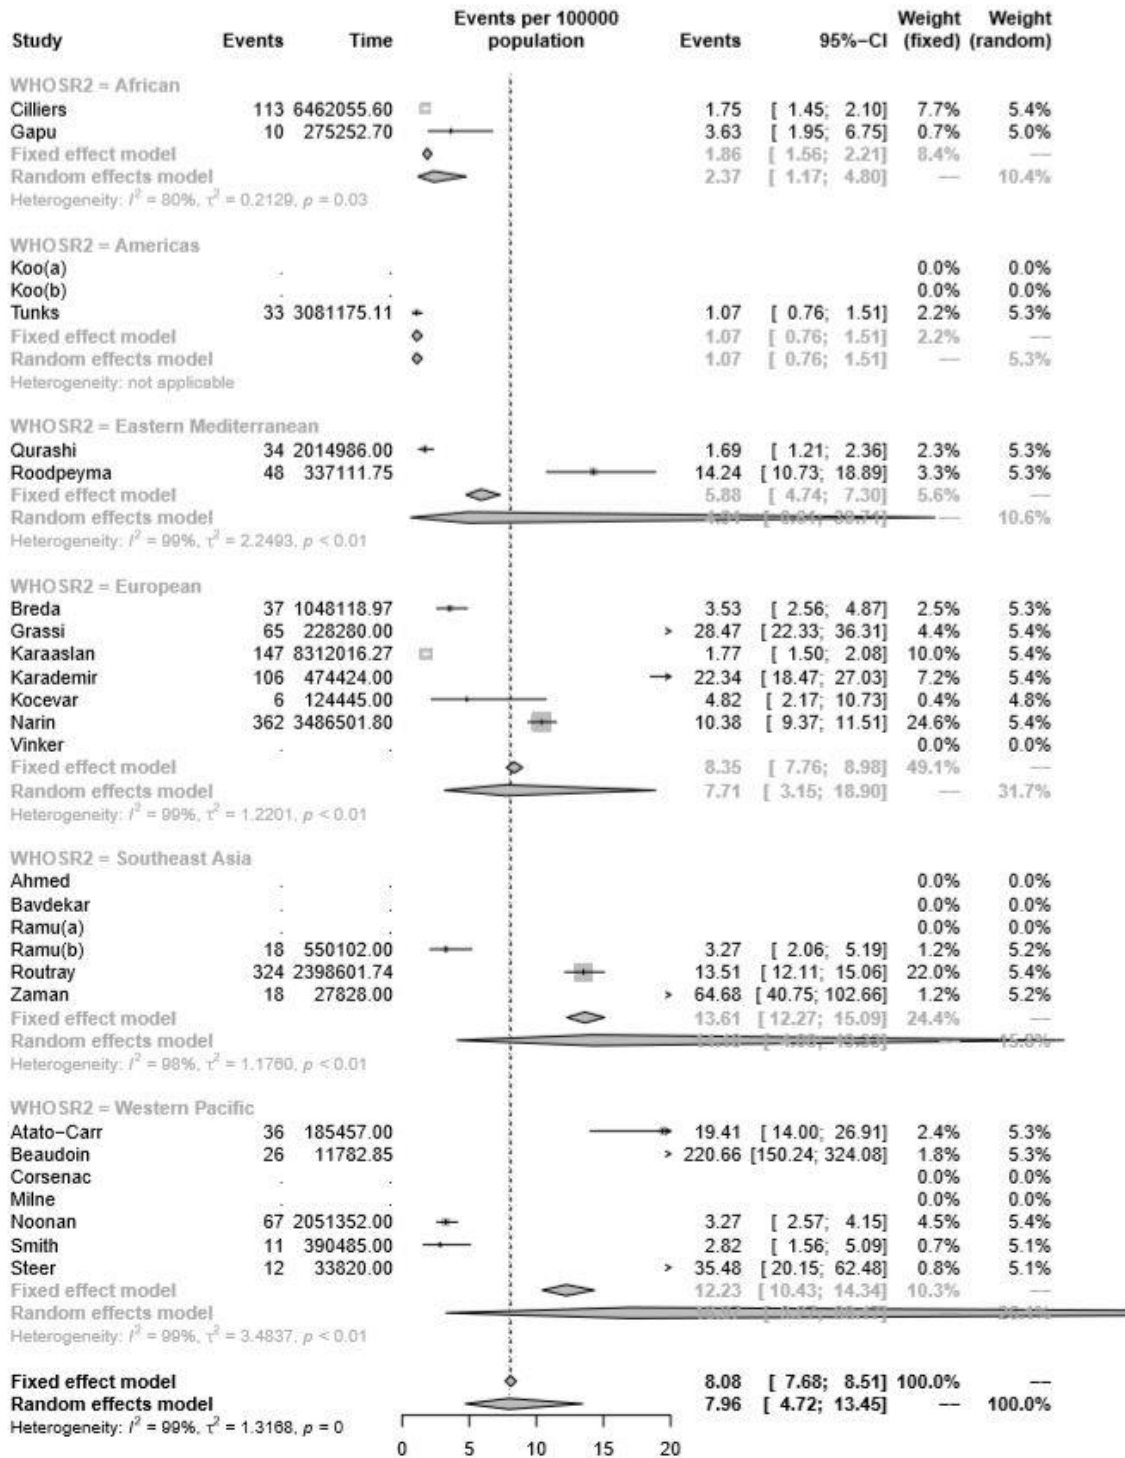 Events per 100000 Weight Weight
Study Events Time population Events 95%-CI (fixed) (random)
WHOSR2 = African
Cilliers 113 6462055.60 1.75 [ 1.45; 2.10] 7.7% 5.4%
Gapu 10 275252.70 3.63 [ 1.95; 6.75] 0.7% 5.0%
Fixed effect model 1.86 [ 1.56; 2.21] 8.4% --
Random effects model 2.37 [ 1.17; 4.80] -- 10.4%
Heterogeneity: I² = 80%, τ² = 0.2129, p = 0.03
WHOSR2 = Americas
Koo(a) . . 0.0% 0.0%
Koo(b) . . 0.0% 0.0%
Tunks 33 3081175.11 1.07 [ 0.76; 1.51] 2.2% 5.3%
Fixed effect model 1.07 [ 0.76; 1.51] 2.2% --
Random effects model 1.07 [ 0.76; 1.51] -- 5.3%
Heterogeneity: not applicable
WHOSR2 = Eastern Mediterranean
Qurashi 34 2014986.00 1.69 [ 1.21; 2.36] 2.3% 5.3%
Roodpeyma 48 337111.75 14.24 [10.73; 18.89] 3.3% 5.3%
Fixed effect model 5.88 [ 4.74; 7.30] 5.6% --
Random effects model -- 10.6%
Heterogeneity: I² = 99%, τ² = 2.2493, p < 0.01
WHOSR2 = European
Breda 37 1048118.97 3.53 [ 2.56; 4.87] 2.5% 5.3%
Grassi 65 228280.00 28.47 [22.33; 36.31] 4.4% 5.4%
Karaaslan 147 8312016.27 1.77 [ 1.50; 2.08] 10.0% 5.4%
Karademir 106 474424.00 22.34 [18.47; 27.03] 7.2% 5.4%
Kocevar 6 124445.00 4.82 [ 2.17; 10.73] 0.4% 4.8%
Narin 362 3486501.80 10.38 [ 9.37; 11.51] 24.6% 5.4%
Vinker . . 0.0% 0.0%
Fixed effect model 8.35 [ 7.76; 8.98] 49.1% --
Random effects model 7.71 [ 3.15; 18.90] -- 31.7%
Heterogeneity: I² = 99%, τ² = 1.2201, p < 0.01
WHOSR2 = Southeast Asia
Ahmed . . 0.0% 0.0%
Bavdekar . . 0.0% 0.0%
Ramu(a) . . 0.0% 0.0%
Ramu(b) 18 550102.00 3.27 [ 2.06; 5.19] 1.2% 5.2%
Routray 324 2398601.74 13.51 [12.11; 15.06] 22.0% 5.4%
Zaman 18 27828.00 64.68 [40.75; 102.66] 1.2% 5.2%
Fixed effect model 13.61 [12.27; 15.09] 24.4% --
Random effects model
Heterogeneity: I² = 98%, τ² = 1.1760, p < 0.01
WHOSR2 = Western Pacific
Atato-Carr 36 185457.00 19.41 [14.00; 26.91] 2.4% 5.3%
Beaudoin 26 11782.85 220.66 [150.24; 324.08] 1.8% 5.3%
Corsenac . . 0.0% 0.0%
Milne . . 0.0% 0.0%
Noonan 67 2051352.00 3.27 [ 2.57; 4.15] 4.5% 5.4%
Smith 11 390485.00 2.82 [ 1.56; 5.09] 0.7% 5.1%
Steer 12 33820.00 35.48 [20.15; 62.48] 0.8% 5.1%
Fixed effect model 12.23 [10.43; 14.34] 10.3% --
Random effects model
Heterogeneity: I² = 99%, τ² = 3.4837, p < 0.01
Fixed effect model 8.08 [ 7.68; 8.51] 100.0% --
Random effects model 7.96 [ 4.72; 13.45] -- 100.0%
Heterogeneity: I² = 99%, τ² = 1.3168, p = 0
0 5 10 15 20